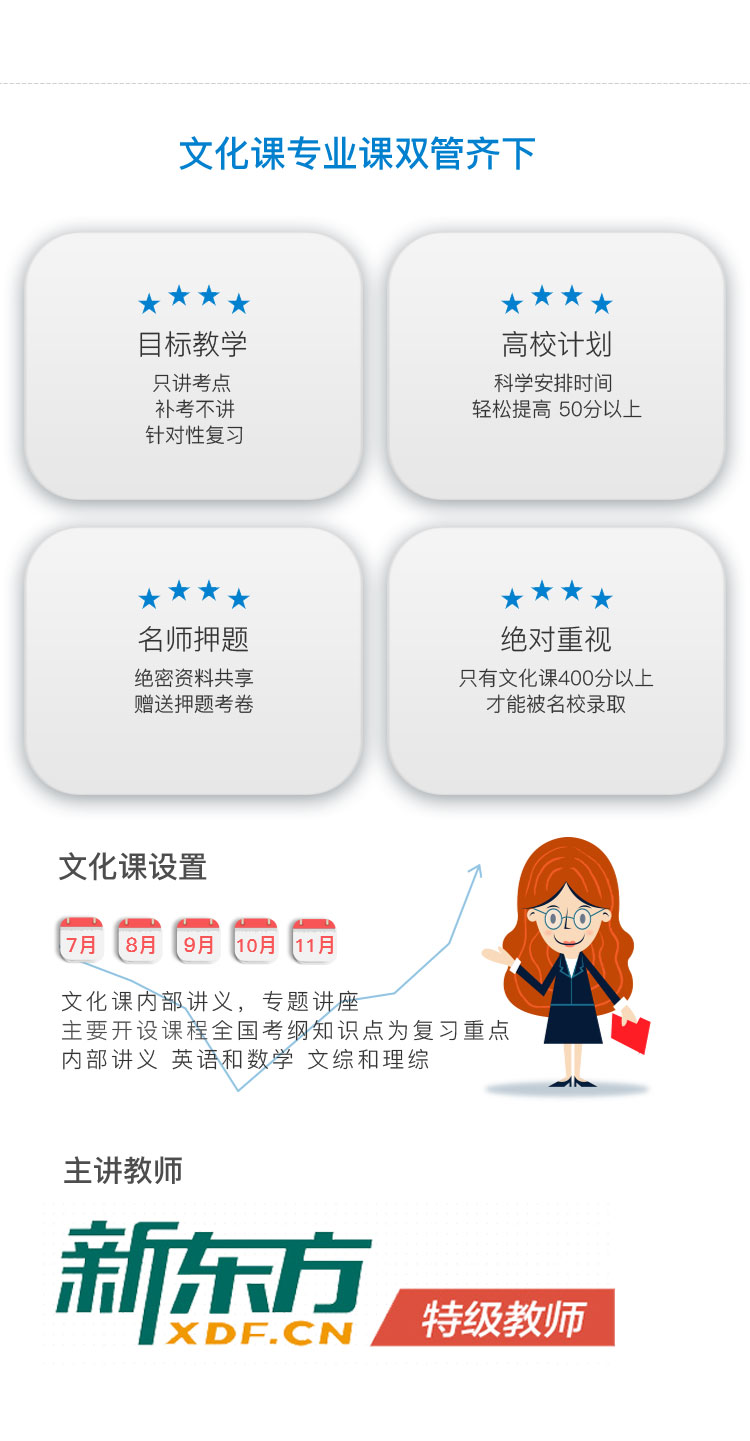 文化课专业课双管齐下
目标教学
只讲考点
补考不讲
针对性复习
高校计划
科学安排时间
轻松提高 50分以上
名师押题
绝密资料共享
赠送押题考卷
绝对重视
只有文化课400分以上
才能被名校录取
文化课设置
7月 8月 9月 10月 11月
文化课内部讲义，专题讲座
主要开设课程全国考纲知识点为复习重点
内部讲义 英语和数学 文综和理综
主讲教师
新东方
XDF.CN
特级教师